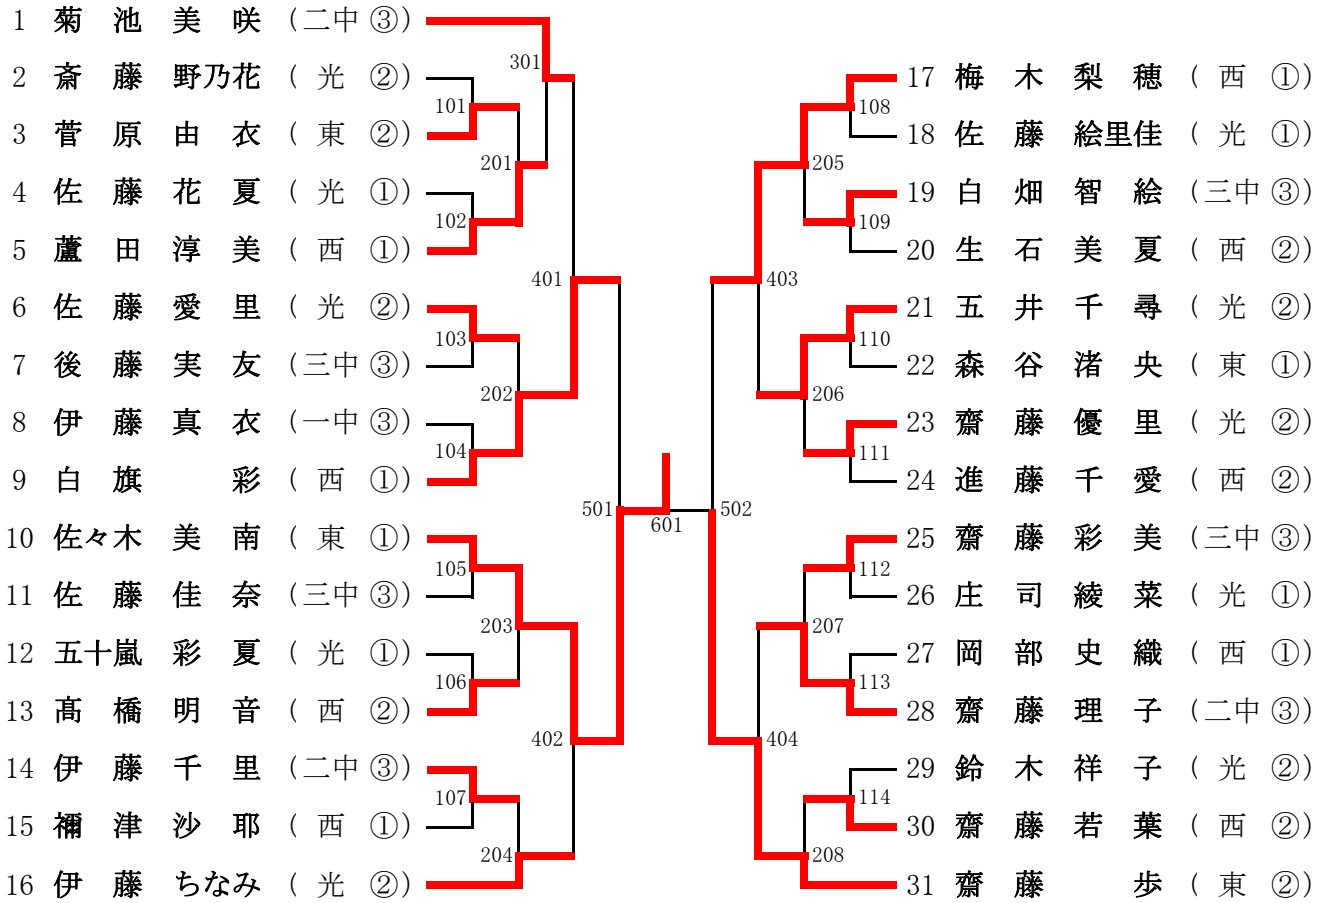 1 菊池美咲 (二中 ③)
2 斎藤野乃花 ( 光 ②)
3 菅原由衣 ( 東 ②)
4 佐藤花夏 ( 光 ①)
5 蘆田淳美 ( 西 ①)
6 佐藤愛里 ( 光 ②)
7 後藤実友 (三中 ③)
8 伊藤真衣 (一中 ③)
9 白旗彩 ( 西 ①)
10 佐々木美南 ( 東 ①)
11 佐藤佳奈 (三中 ③)
12 五十嵐彩夏 ( 光 ①)
13 髙橋明音 ( 西 ②)
14 伊藤千里 (二中 ③)
15 禰津沙耶 ( 西 ①)
16 伊藤ちなみ ( 光 ②)
301
101
201
102
401
103
202
104
501
601
502
105
203
106
402
107
204
108
205
109
403
110
206
111
112
207
113
404
114
208
17 梅木梨穂 ( 西 ①)
18 佐藤絵里佳 ( 光 ①)
19 白畑智絵 (三中 ③)
20 生石美夏 ( 西 ②)
21 五井千尋 ( 光 ②)
22 森谷渚央 ( 東 ①)
23 齋藤優里 ( 光 ②)
24 進藤千愛 ( 西 ②)
25 齋藤彩美 (三中 ③)
26 庄司綾菜 ( 光 ①)
27 岡部史織 ( 西 ①)
28 齋藤理子 (二中 ③)
29 鈴木祥子 ( 光 ②)
30 齋藤若葉 ( 西 ②)
31 齋藤歩 ( 東 ②)